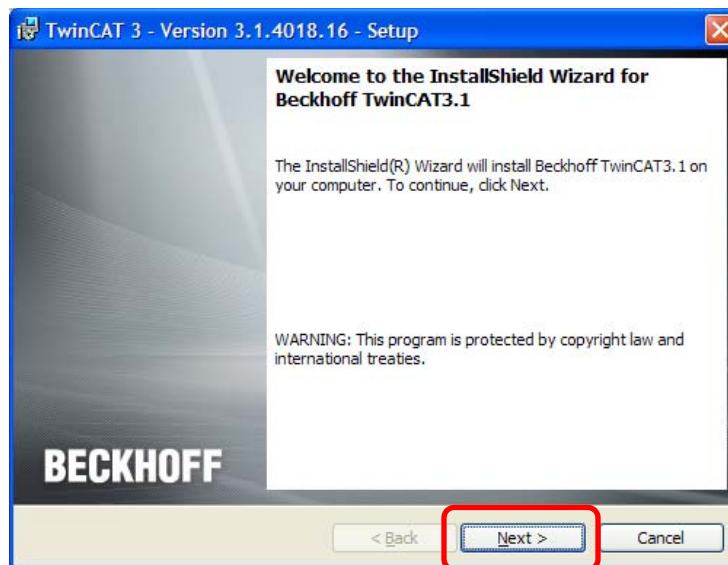 TwinCAT 3 - Version 3.1.4018.16 - Setup
Welcome to the InstallShield Wizard for
Beckhoff TwinCAT3.1
The InstallShield(R) Wizard will install Beckhoff TwinCAT3.1 on
your computer. To continue, click Next.
WARNING: This program is protected by copyright law and
international treaties.
BECKHOFF
< Back
Next >
Cancel